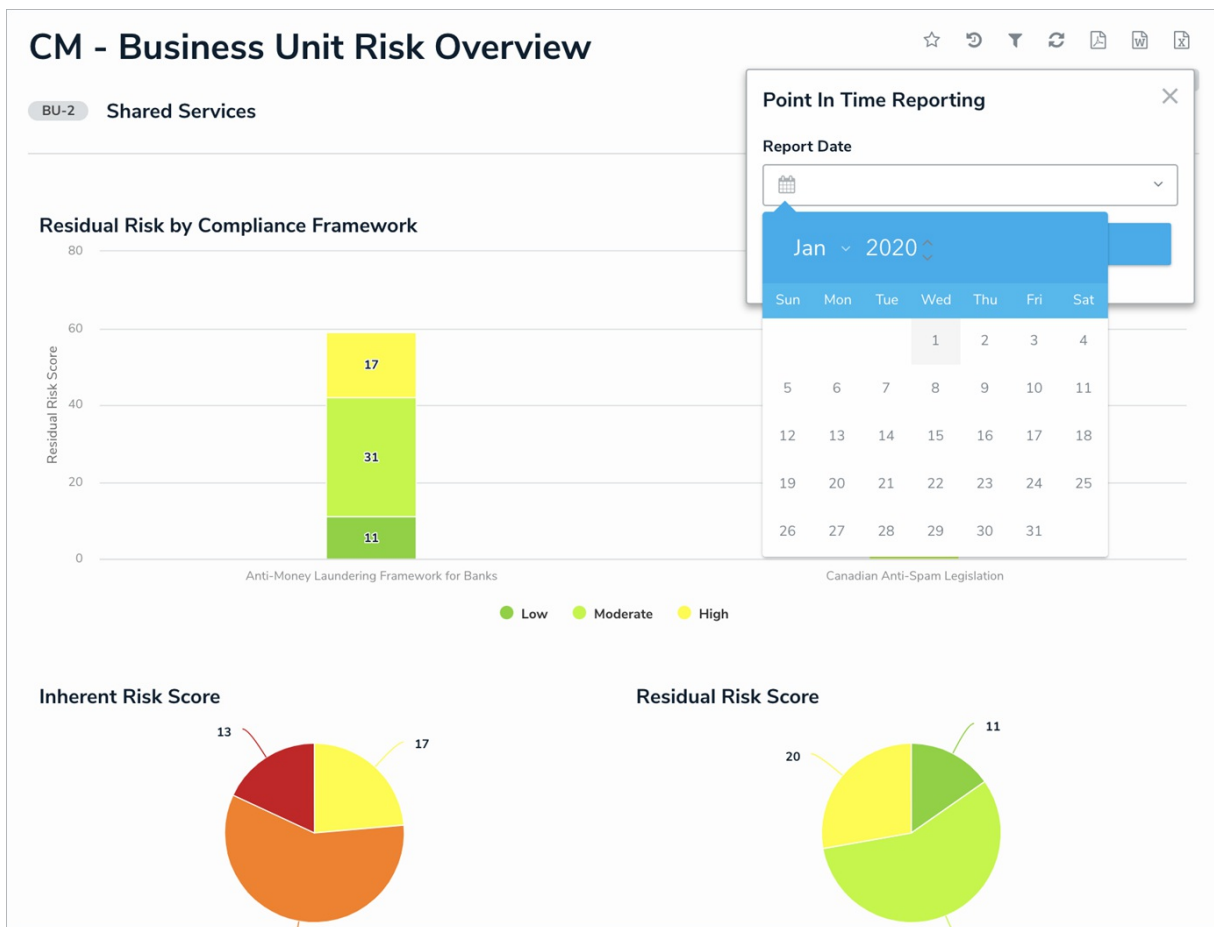 CM - Business Unit Risk Overview
BU-2 Shared Services
Point In Time Reporting
Report Date
Jan 2020
Sun Mon Tue Wed Thu Fri Sat
1 2 3 4
5 6 7 8 9 10 11
12 13 14 15 16 17 18
19 20 21 22 23 24 25
26 27 28 29 30 31
Residual Risk by Compliance Framework
Residual Risk Score
80
60
40
20
0
17
31
11
Anti-Money Laundering Framework for Banks
Canadian Anti-Spam Legislation
Low Moderate High
Inherent Risk Score
13
17
Residual Risk Score
20
11